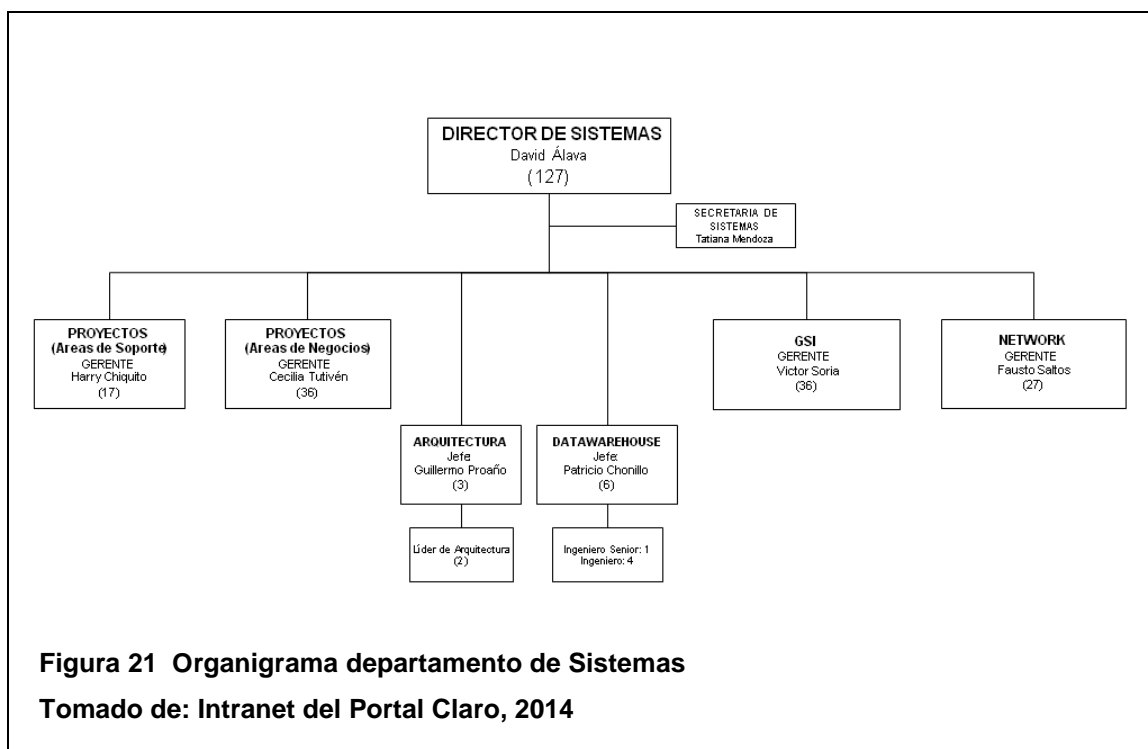 DIRECTOR DE SISTEMAS
David Álava
(127)
SECRETARIA DE
SISTEMAS
Tatiana Mendoza
PROYECTOS
(Areas de Soporte)
GERENTE
Harry Chiquito
(17)
PROYECTOS
(Areas de Negocios)
GERENTE
Cecilia Tutivén
(36)
GSI
GERENTE
Victor Soria
(36)
NETWORK
GERENTE
Fausto Saltos
(27)
ARQUITECTURA
Jefe:
Guillermo Proaño
(3)
DATAWAREHOUSE
Jefe:
Patricio Chonillo
(6)
Líder de Arquitectura
(2)
Ingeniero Senior: 1
Ingeniero: 4
Figura 21 Organigrama departamento de Sistemas
Tomado de: Intranet del Portal Claro, 2014